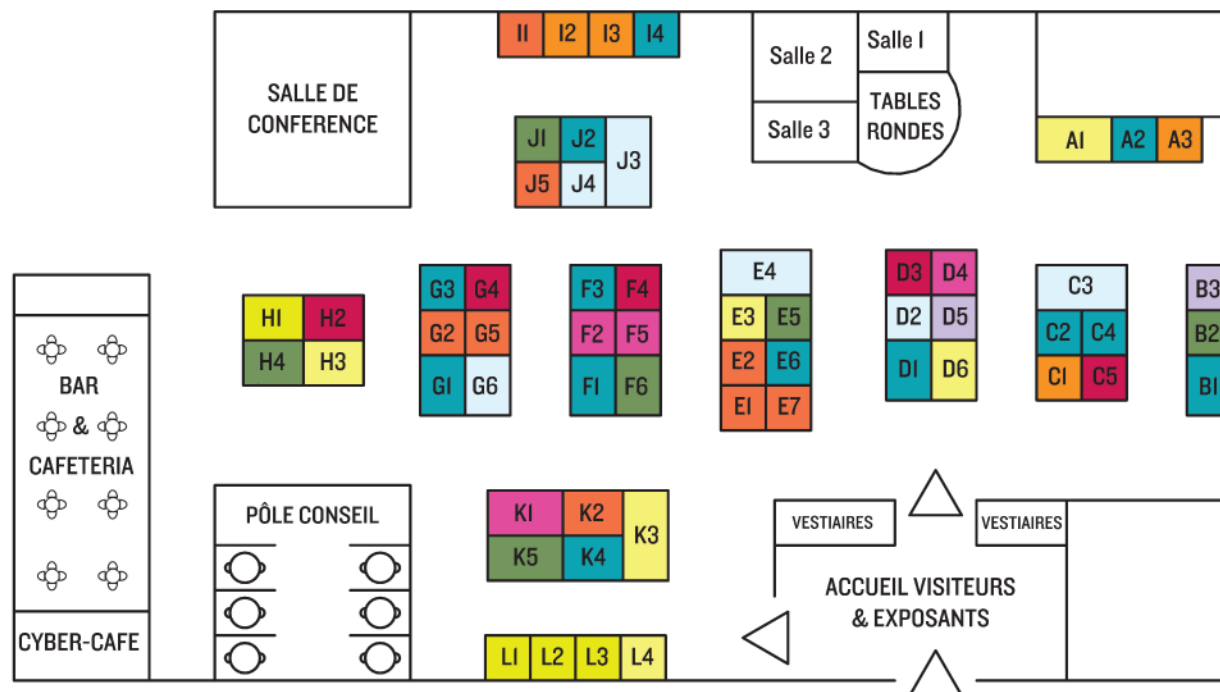 I1 I2 I3 I4
Salle 1
Salle 2
SALLE DE
CONFERENCE
TABLES
RONDES
Salle 3
J1 J2 J3
J5 J4
A1 A2 A3
E4
G3 G4
F3 F4
D3 D4
C3
B3
H1 H2
G2 G5
F2 F5
E3 E5
D2 D5
C2 C4
B2
H4 H3
G1 G6
F1 F6
E2 E6
D1 D6
C1 C5
B1
E1 E7
BAR
&
CAFETERIA
CYBER-CAFE
PÔLE CONSEIL
K1 K2 K3
K5 K4
L1 L2 L3 L4
VESTIAIRES
VESTIAIRES
ACCUEIL VISITEURS
& EXPOSANTS